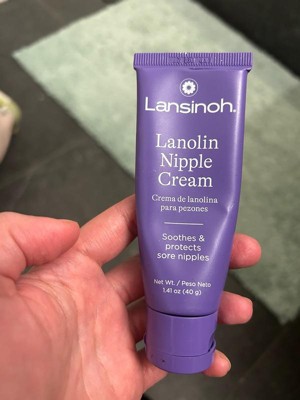 Lansinoh.
Lanolin
Nipple
Cream
Crema de lanolina
para pezones
Soothes &
protects
sore nipples
Net Wt. / Peso Neto
1.41 oz (40 g)